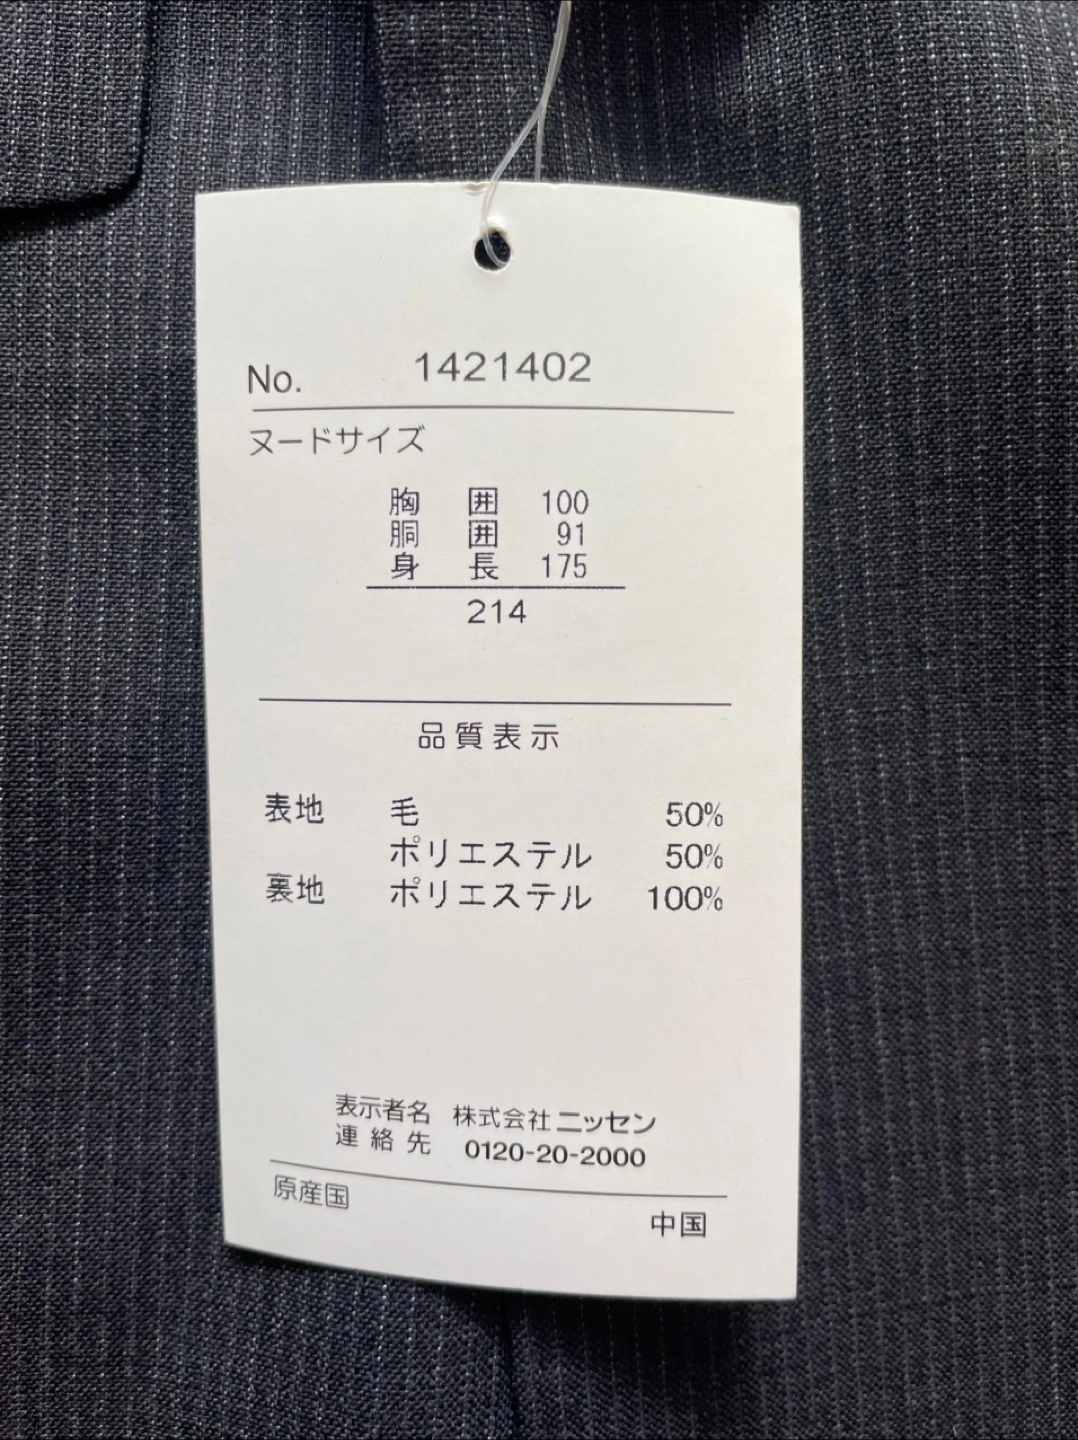 No. 1421402
ヌードサイズ
胸囲 100
胴囲 91
身長 175
214
品質表示
表地 毛 50%
ポリエステル 50%
裏地 ポリエステル 100%
表示者名 株式会社ニッセン
連絡先 0120-20-2000
原産国
中国